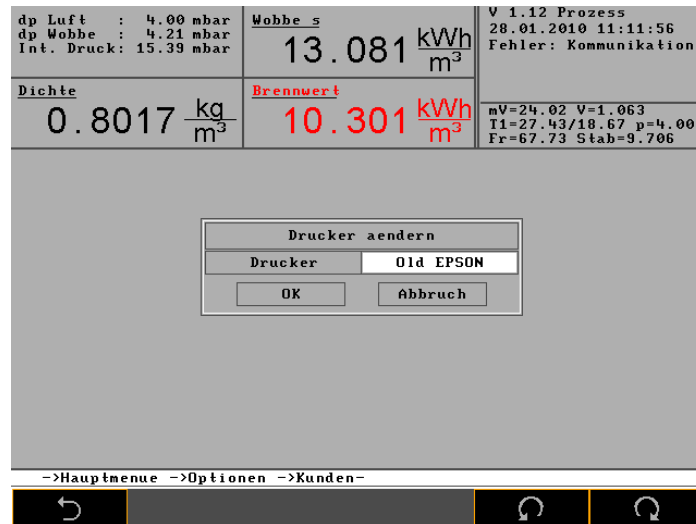 dp Luft : 4.00 mbar
dp Wobbe : 4.21 mbar
Int. Druck: 15.39 mbar
Wobbe s
13.081 kWh/m³
V 1.12 Prozess
28.01.2010 11:11:56
Fehler: Kommunikation
Dichte
0.8017 kg/m³
Brennwert
10.301 kWh/m³
mV=24.02 V=1.063
T1=27.43/18.67 p=4.00
Fr=67.73 Stab=9.706
Drucker aendern
Drucker Old EPSON
OK Abbruch
->Hauptmenue ->Optionen ->Kunden-